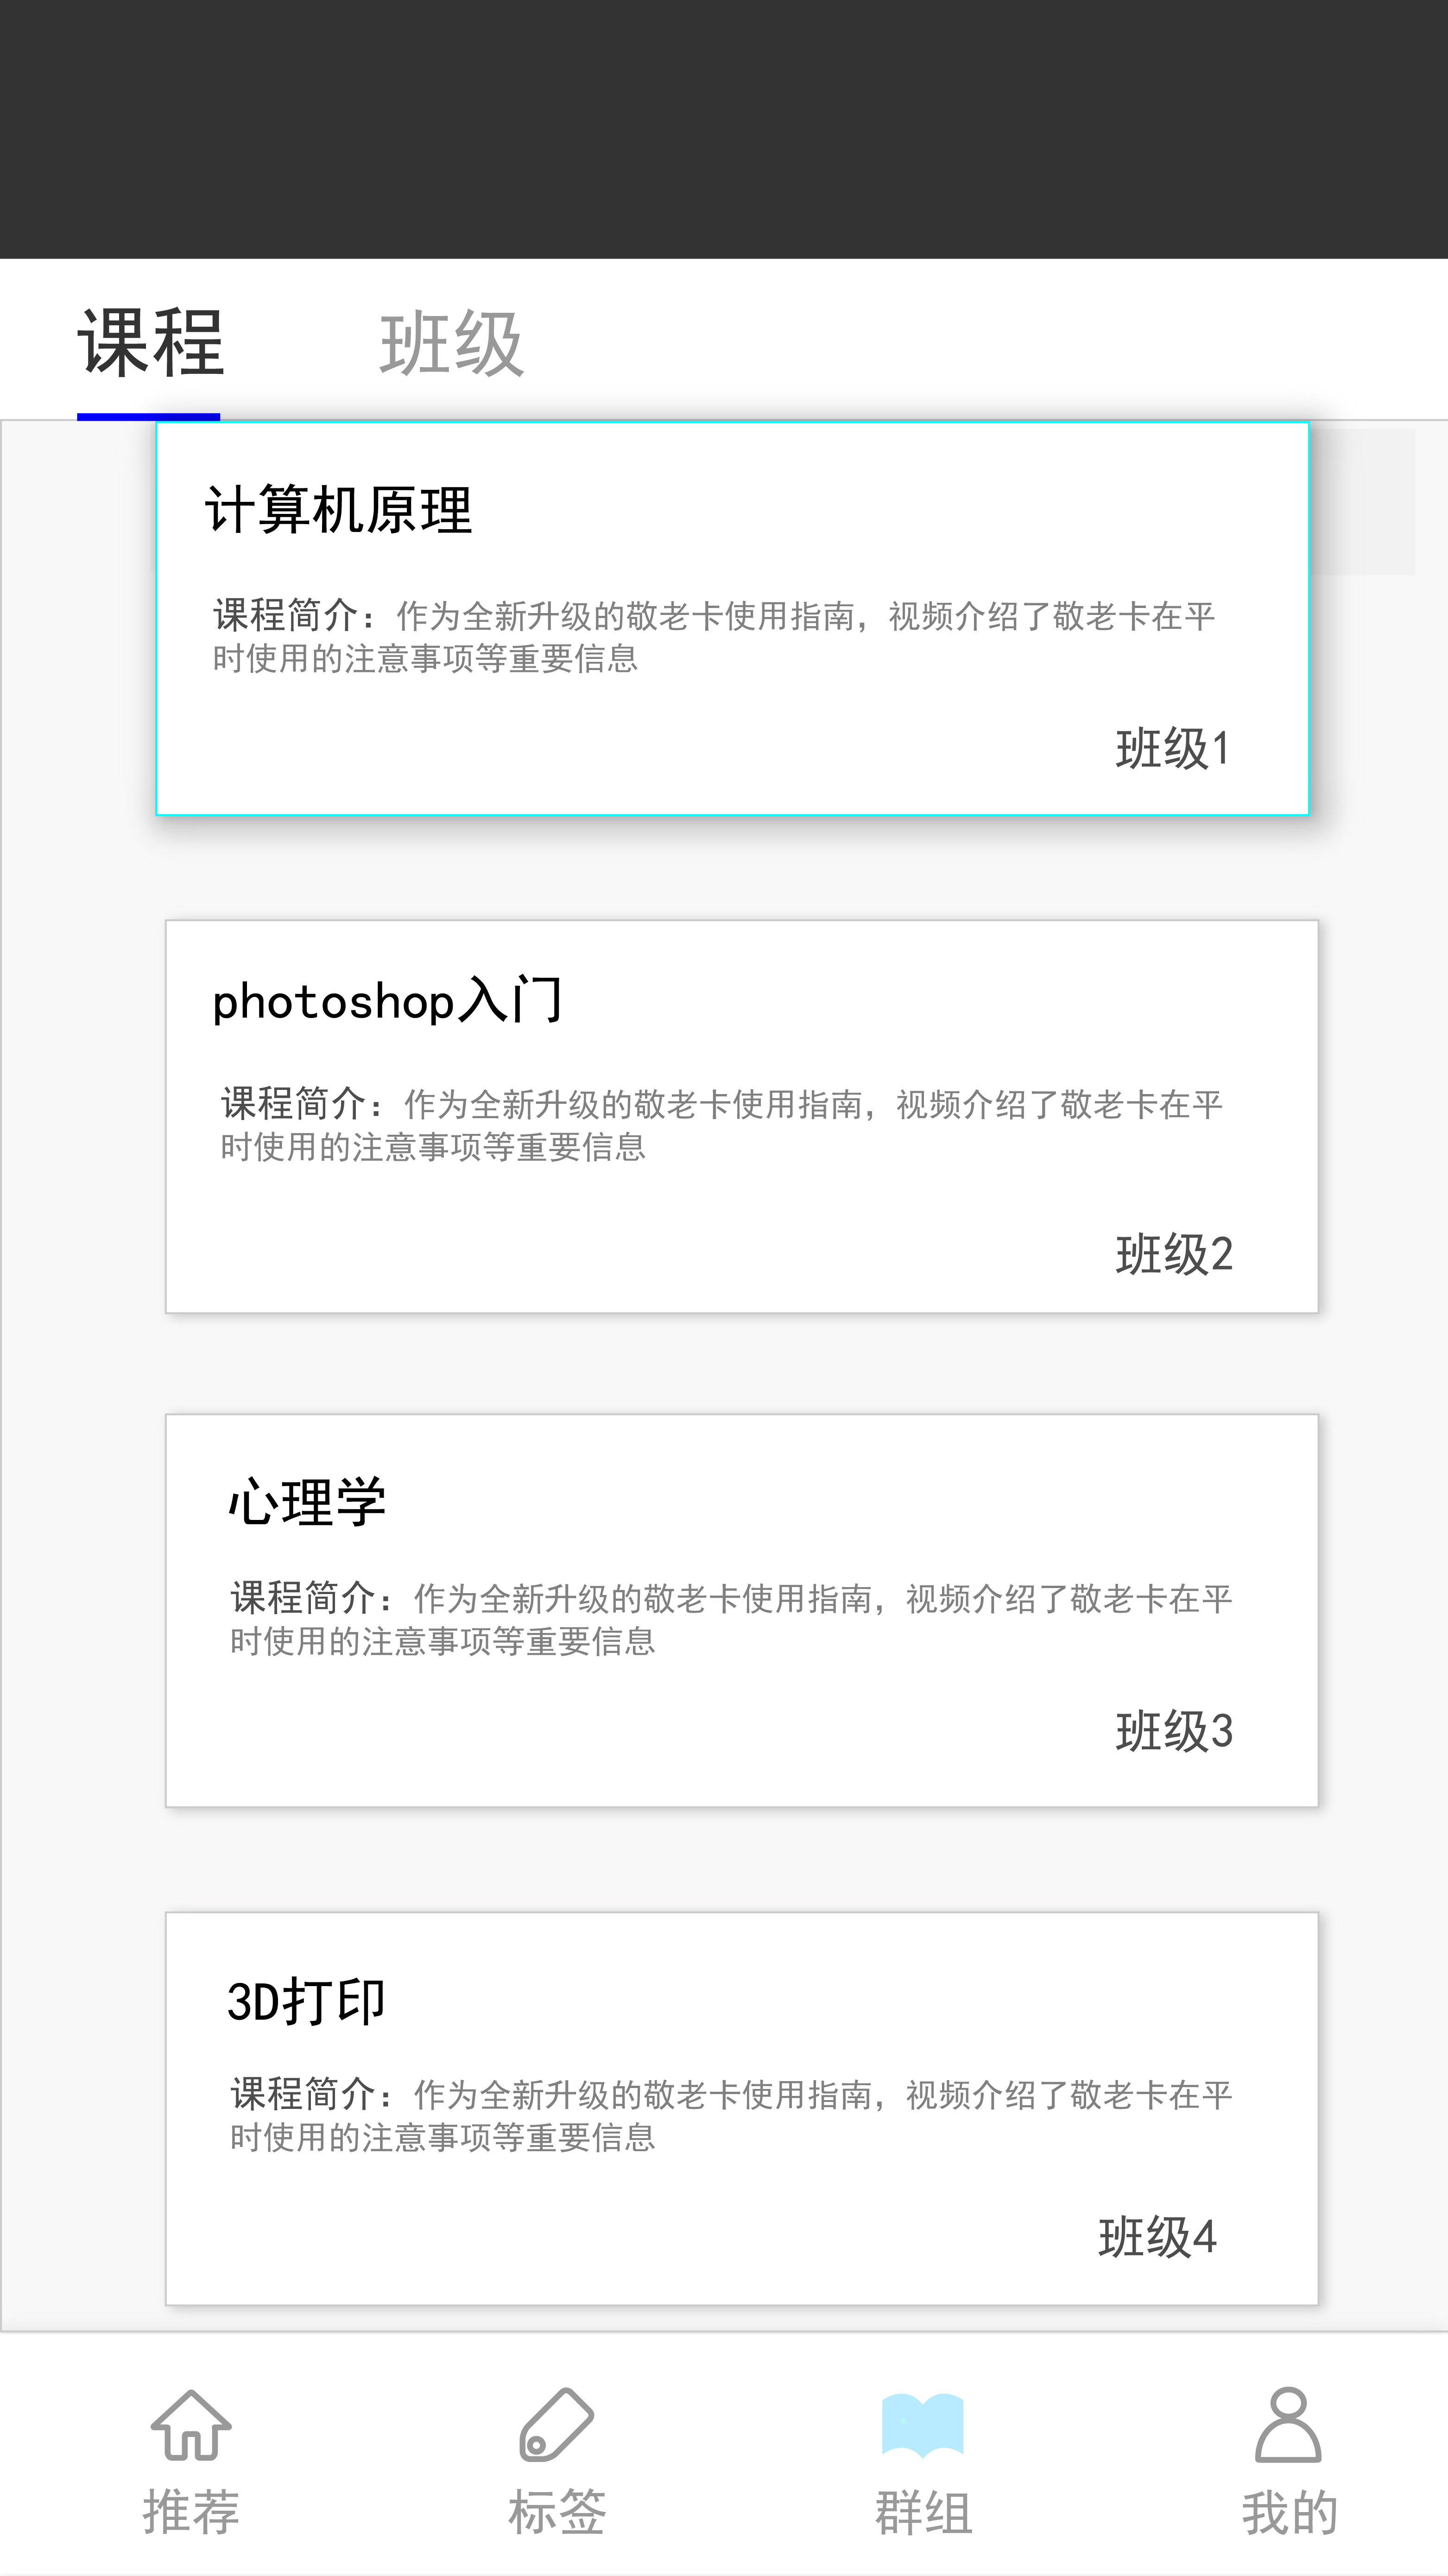 课程 班级
计算机原理
课程简介：作为全新升级的敬老卡使用指南，视频介绍了敬老卡在平
时使用的注意事项等重要信息
班级1
photoshop入门
课程简介：作为全新升级的敬老卡使用指南，视频介绍了敬老卡在平
时使用的注意事项等重要信息
班级2
心理学
课程简介：作为全新升级的敬老卡使用指南，视频介绍了敬老卡在平
时使用的注意事项等重要信息
班级3
3D打印
课程简介：作为全新升级的敬老卡使用指南，视频介绍了敬老卡在平
时使用的注意事项等重要信息
班级4
推荐 标签 群组 我的